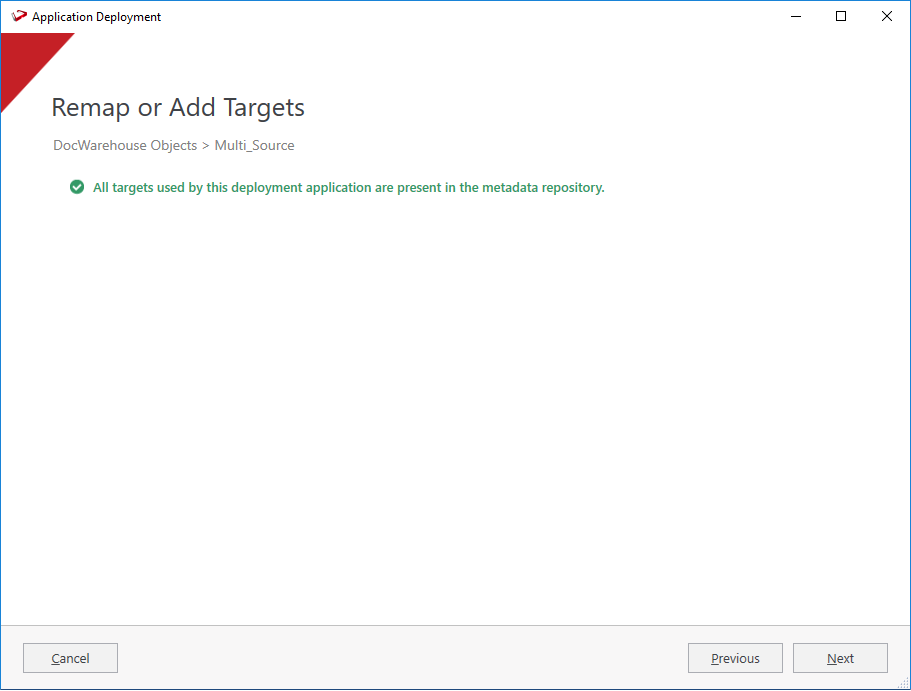 Application Deployment
Remap or Add Targets
DocWarehouse Objects > Multi_Source
All targets used by this deployment application are present in the metadata repository.
Cancel
Previous
Next